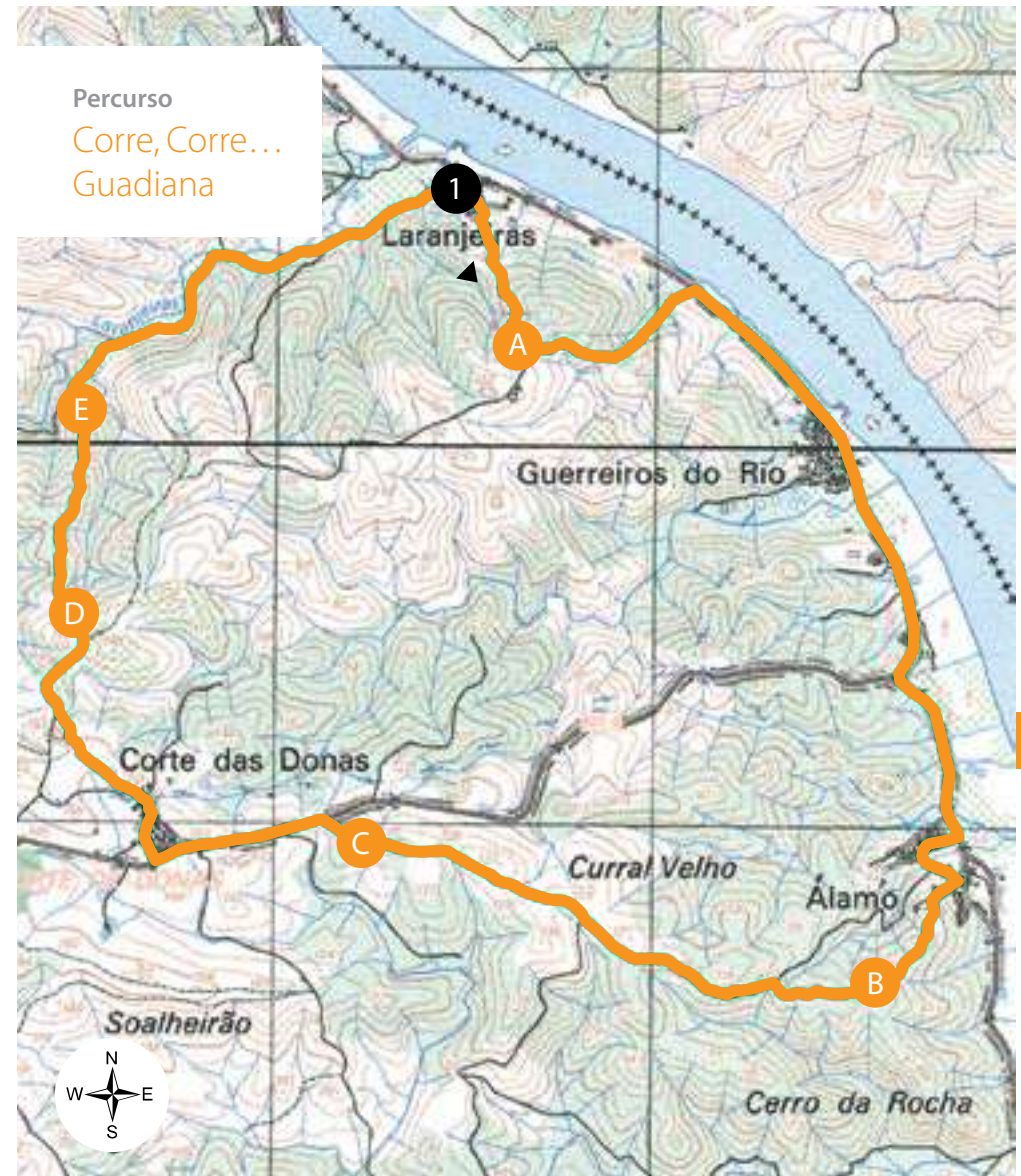 Percurso
Corre, Corre…
Guadiana
1
Laranjeiras
A
E
Guerreiros do Rio
D
Corte das Donas
C
Curral Velho
Álamo
B
Soalheirão
N
W E
S
Cerro da Rocha